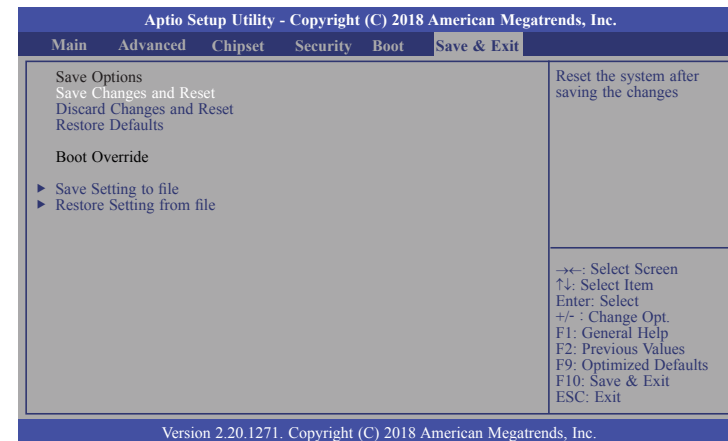 Aptio Setup Utility - Copyright (C) 2018 American Megatrends, Inc.
Main Advanced Chipset Security Boot Save & Exit
Save Options
Save Changes and Reset
Discard Changes and Reset
Restore Defaults
Boot Override
▶ Save Setting to file
▶ Restore Setting from file
Reset the system after
saving the changes
→←: Select Screen
↑↓: Select Item
Enter: Select
+/- : Change Opt.
F1: General Help
F2: Previous Values
F9: Optimized Defaults
F10: Save & Exit
ESC: Exit
Version 2.20.1271. Copyright (C) 2018 American Megatrends, Inc.